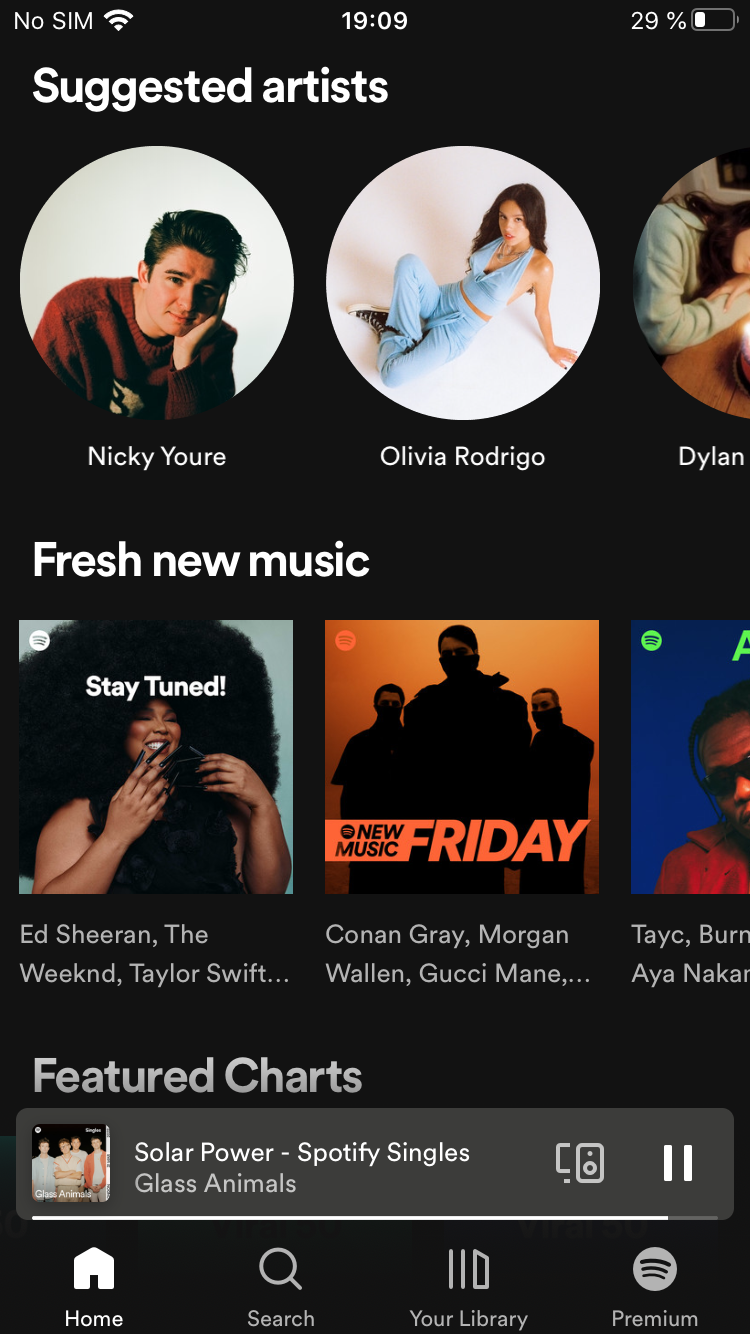 No SIM 19:09 29 %
Suggested artists
Nicky Youre
Olivia Rodrigo
Dylan
Fresh new music
Stay Tuned!
NEW
MUSIC FRIDAY
A
Ed Sheeran, The
Weeknd, Taylor Swift...
Conan Gray, Morgan
Wallen, Gucci Mane,...
Tayc, Burn
Aya Nakar
Featured Charts
Singles
Glass Animals
Solar Power - Spotify Singles
Glass Animals
Viral 50
Home
Search
Your Library
Premium